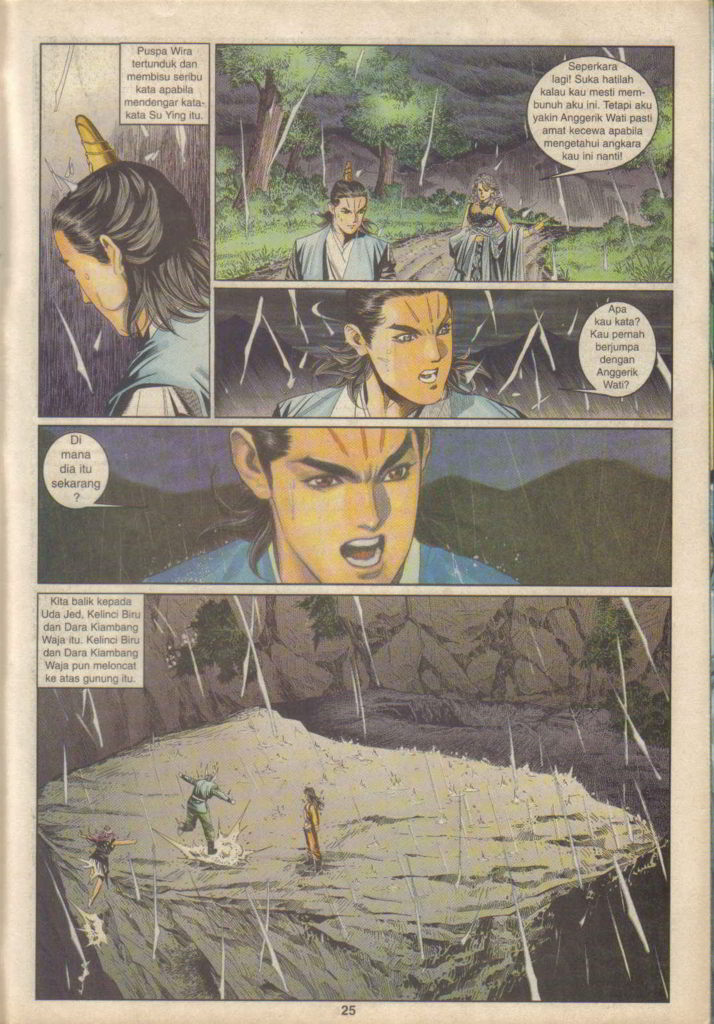 Puspa Wira
tertunduk dan
membisu seribu
kata apabila
mendengar kata-
kata Su Ying itu.
Seperkara
lagi! Suka hatilah
kalau kau mesti mem-
bunuh aku ini. Tetapi aku
yakin Anggerik Wati pasti
amat kecewa apabila
mengetahui angkara
kau ini nanti!
Apa
kau kata?
Kau pernah
berjumpa
dengan
Anggerik
Wati?
Di
mana
dia itu
sekarang
?
Kita balik kepada
Uda Jed, Kelinci Biru
dan Dara Kiambang
Waja itu. Kelinci Biru
dan Dara Kiambang
Waja pun meloncat
ke atas gunung itu.
25